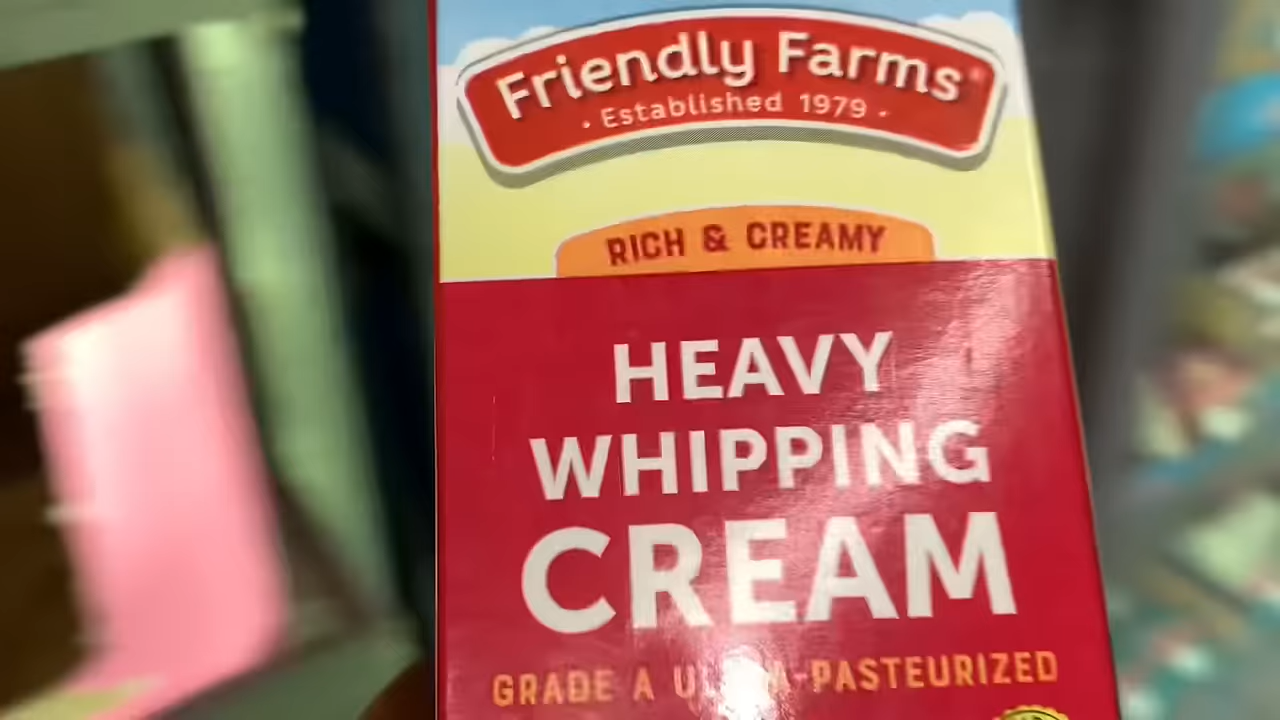 Friendly Farms
· Established 1979 ·
RICH & CREAMY
HEAVY
WHIPPING
CREAM
GRADE A ULTRA-PASTEURIZED